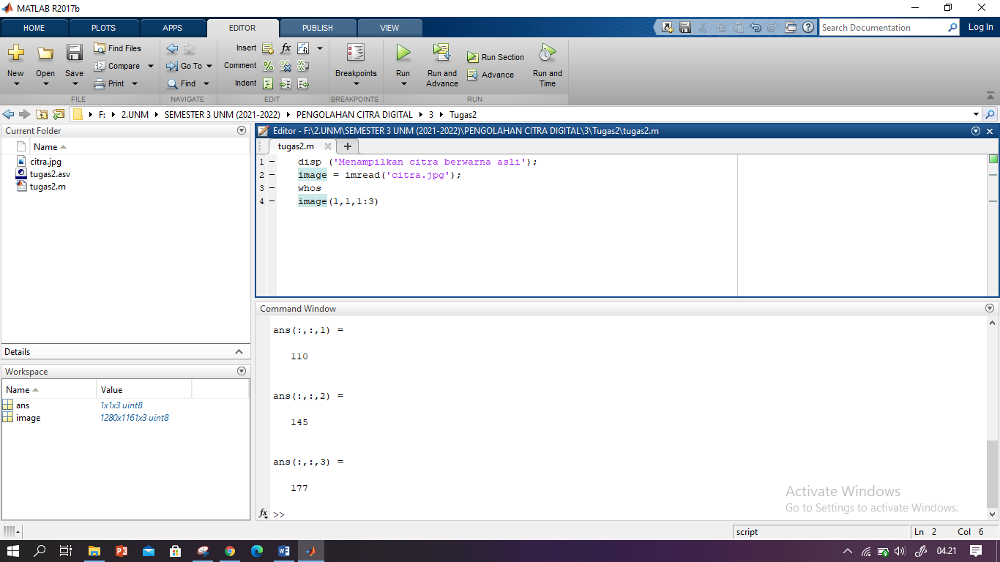 MATLAB R2017b
HOME PLOTS APPS EDITOR PUBLISH VIEW
Search Documentation
Log In
New
Open
Save
Find Files
Compare
Print
FILE
Go To
Find
NAVIGATE
Insert fx
Comment
Indent
EDIT
Breakpoints
BREAKPOINTS
Run
Run and Advance
Run Section
Advance
Run and Time
RUN
F: 2.UNM SEMESTER 3 UNM (2021-2022) PENGOLAHAN CITRA DIGITAL 3 Tugas2
Current Folder
Name
citra.jpg
tugas2.asv
tugas2.m
Details
Workspace
Name Value
ans 1x1x3 uint8
image 1280x1161x3 uint8
Editor - F:\2.UNM\SEMESTER 3 UNM (2021-2022)\PENGOLAHAN CITRA DIGITAL\3\Tugas2\tugas2.m
tugas2.m
1 – disp ('Menampilkan citra berwarna asli');
2 – image = imread('citra.jpg');
3 – whos
4 – image(1,1,1:3)
Command Window
ans(:,:,1) =
110
ans(:,:,2) =
145
ans(:,:,3) =
177
fx >>
Activate Windows
Go to Settings to activate Windows.
script
Ln 2 Col 6
04.21